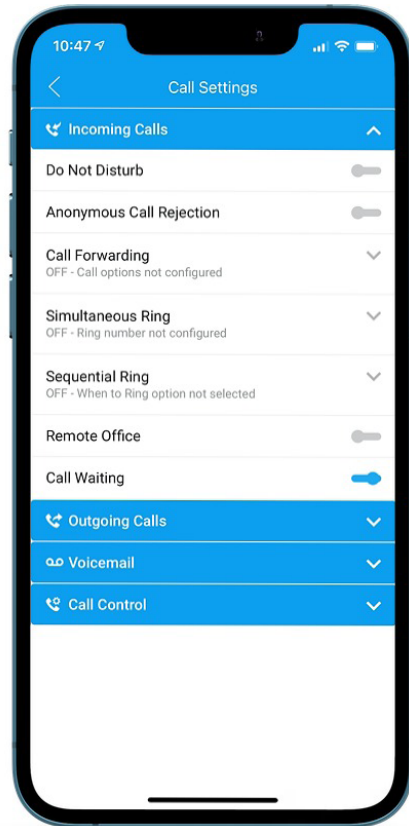 10:47
Call Settings
Incoming Calls
Do Not Disturb
Anonymous Call Rejection
Call Forwarding
OFF - Call options not configured
Simultaneous Ring
OFF - Ring number not configured
Sequential Ring
OFF - When to Ring option not selected
Remote Office
Call Waiting
Outgoing Calls
Voicemail
Call Control